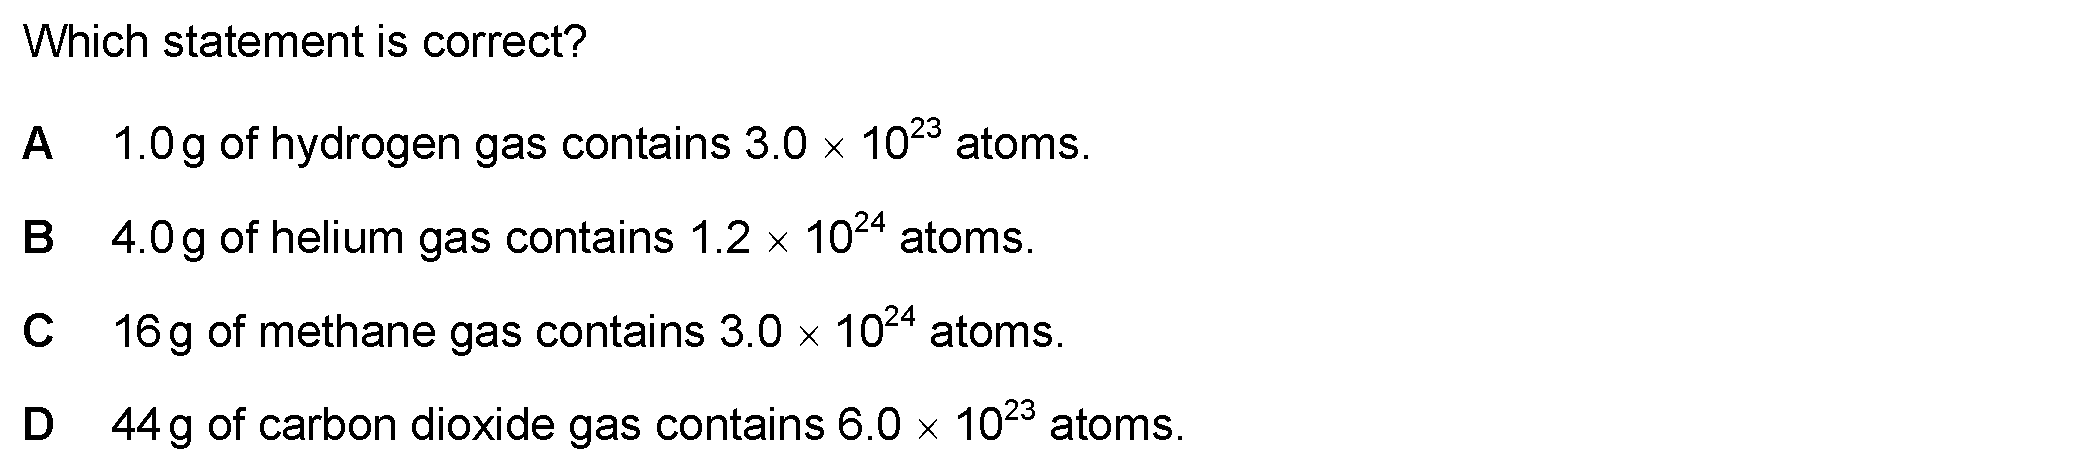 Which statement is correct?
A 1.0 g of hydrogen gas contains 3.0 × 10²³ atoms.
B 4.0 g of helium gas contains 1.2 × 10²⁴ atoms.
C 16 g of methane gas contains 3.0 × 10²⁴ atoms.
D 44 g of carbon dioxide gas contains 6.0 × 10²³ atoms.